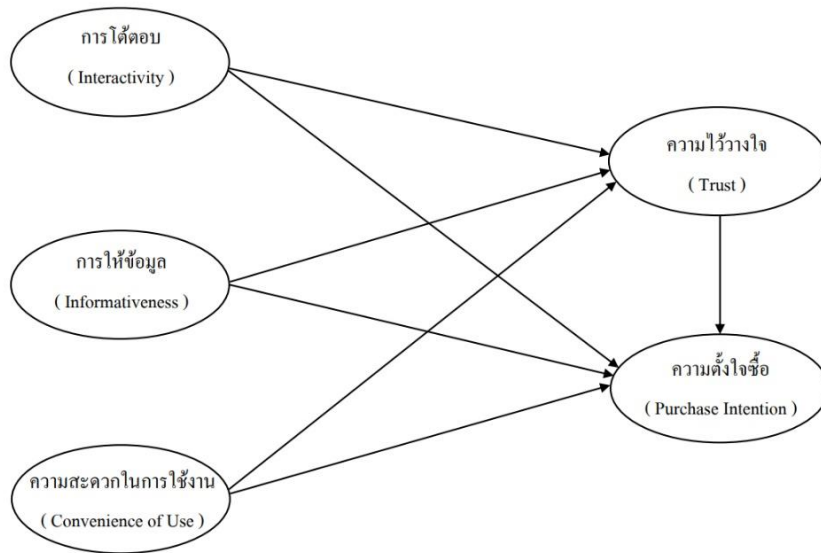 การโต้ตอบ
( Interactivity )
ความไว้วางใจ
( Trust )
การให้ข้อมูล
( Informativeness )
ความตั้งใจซื้อ
( Purchase Intention )
ความสะดวกในการใช้งาน
( Convenience of Use )